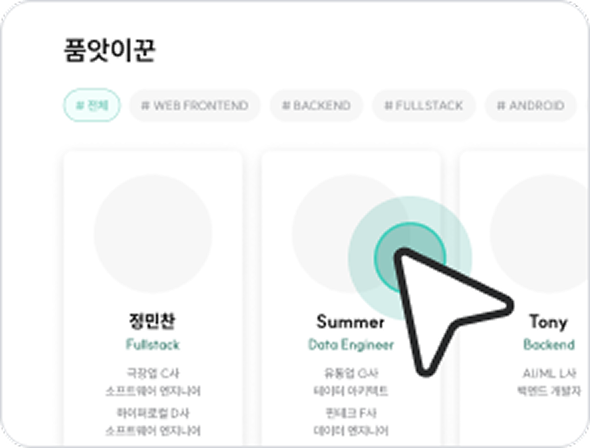 품앗이꾼
# 전체 # WEB FRONTEND # BACKEND # FULLSTACK # ANDROID
정민찬 Summer Tony
Fullstack Data Engineer Backend
극장업 C사 유통업 G사 AI/ML L사
소프트웨어 엔지니어 데이터 아키텍트 백엔드 개발자
하이퍼로컬 D사 핀테크 F사
소프트웨어 엔지니어 데이터 엔지니어